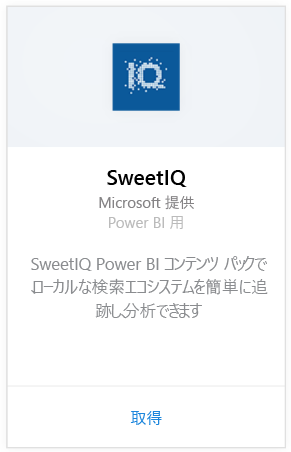 IQ
SweetIQ
Microsoft 提供
Power BI 用
SweetIQ Power BI コンテンツ パックで
、ローカルな検索エコシステムを簡単に追
跡し、分析できます
取得